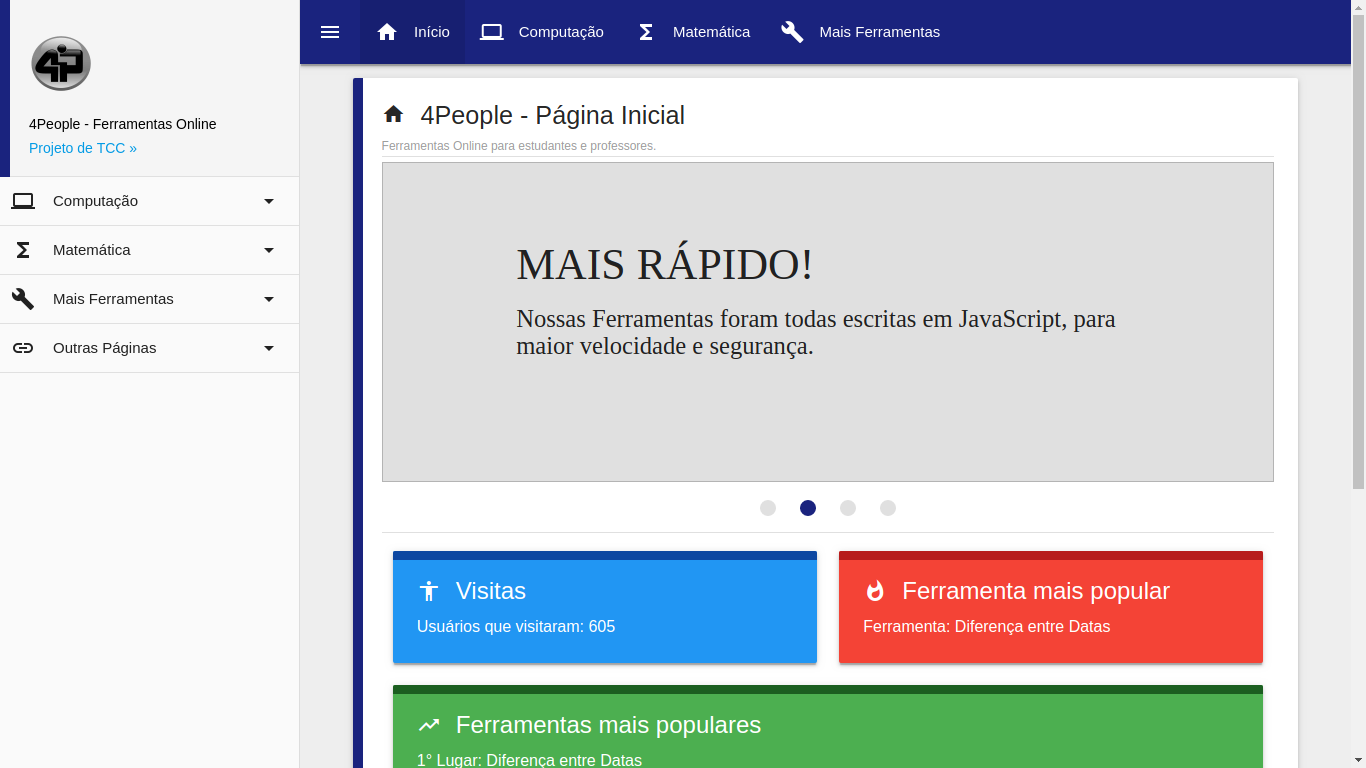 4P
4People - Ferramentas Online
Projeto de TCC »
Computação
Matemática
Mais Ferramentas
Outras Páginas
Início
Computação
Matemática
Mais Ferramentas
4People - Página Inicial
Ferramentas Online para estudantes e professores.
MAIS RÁPIDO!
Nossas Ferramentas foram todas escritas em JavaScript, para
maior velocidade e segurança.
Visitas
Usuários que visitaram: 605
Ferramenta mais popular
Ferramenta: Diferença entre Datas
Ferramentas mais populares
1° Lugar: Diferença entre Datas